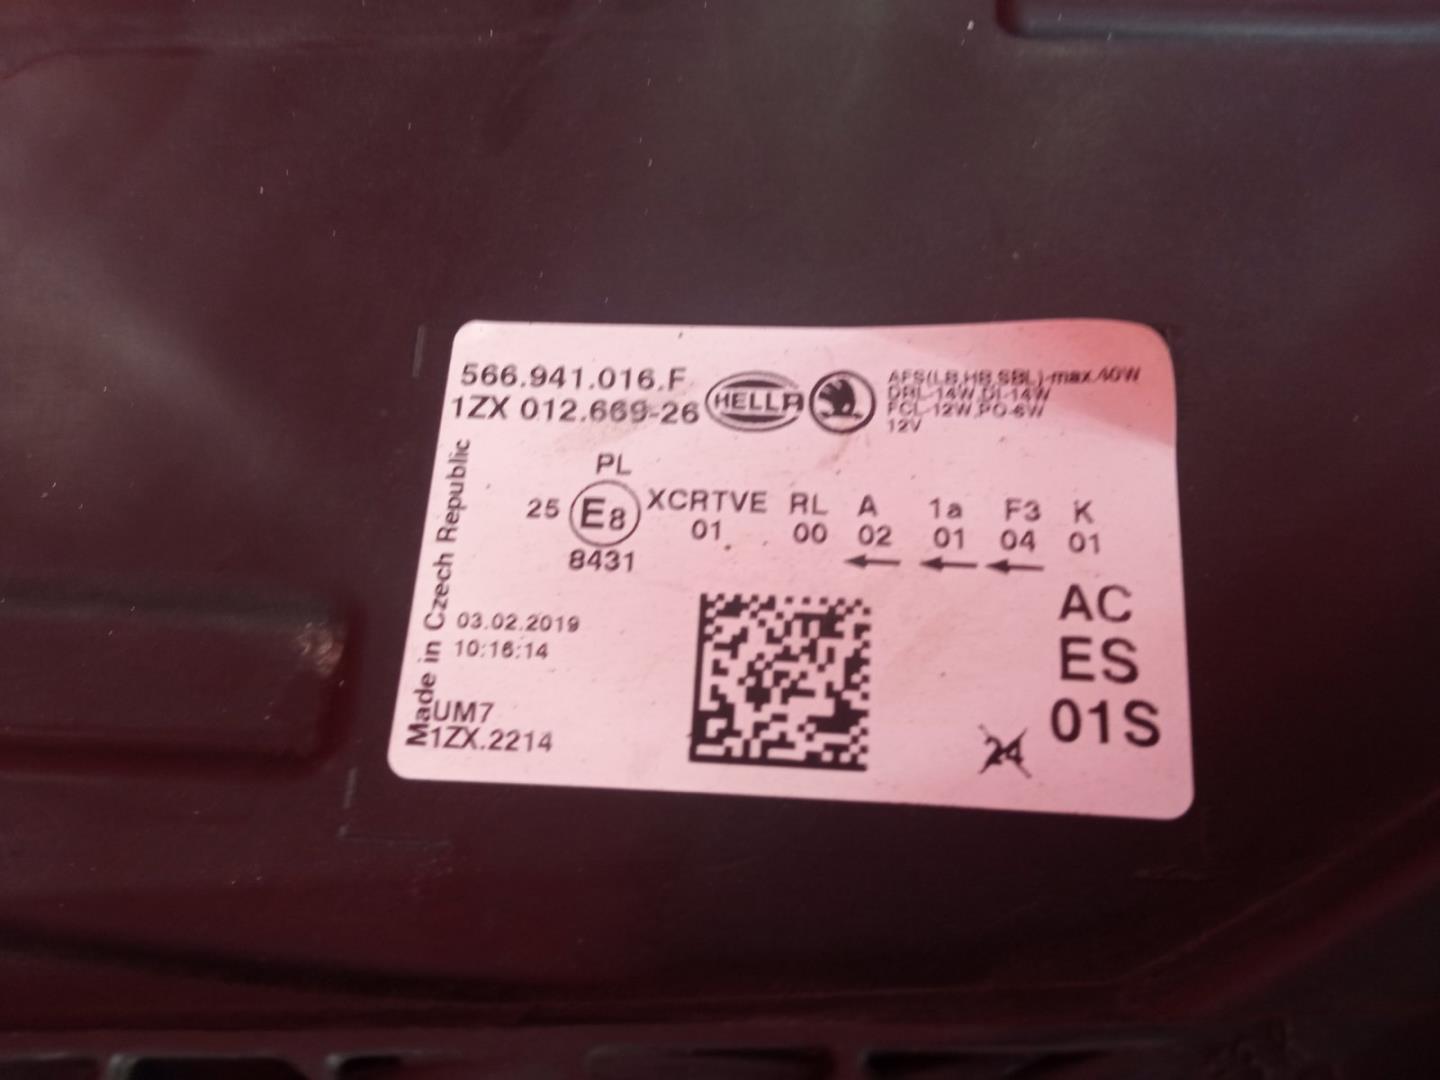 566.941.016.F
1ZX 012.669-26
HELLA
AFS(LB,HB,SBL)-max.40W
DRL-14W,DI-14W
FCL-12W,PO-6W
12V
PL
25 E8 XCRTVE RL A 1a F3 K
01 00 02 01 04 01
8431
Made in Czech Republic
03.02.2019
10:16:14
UM7
1ZX.2214
AC
ES
01S
24